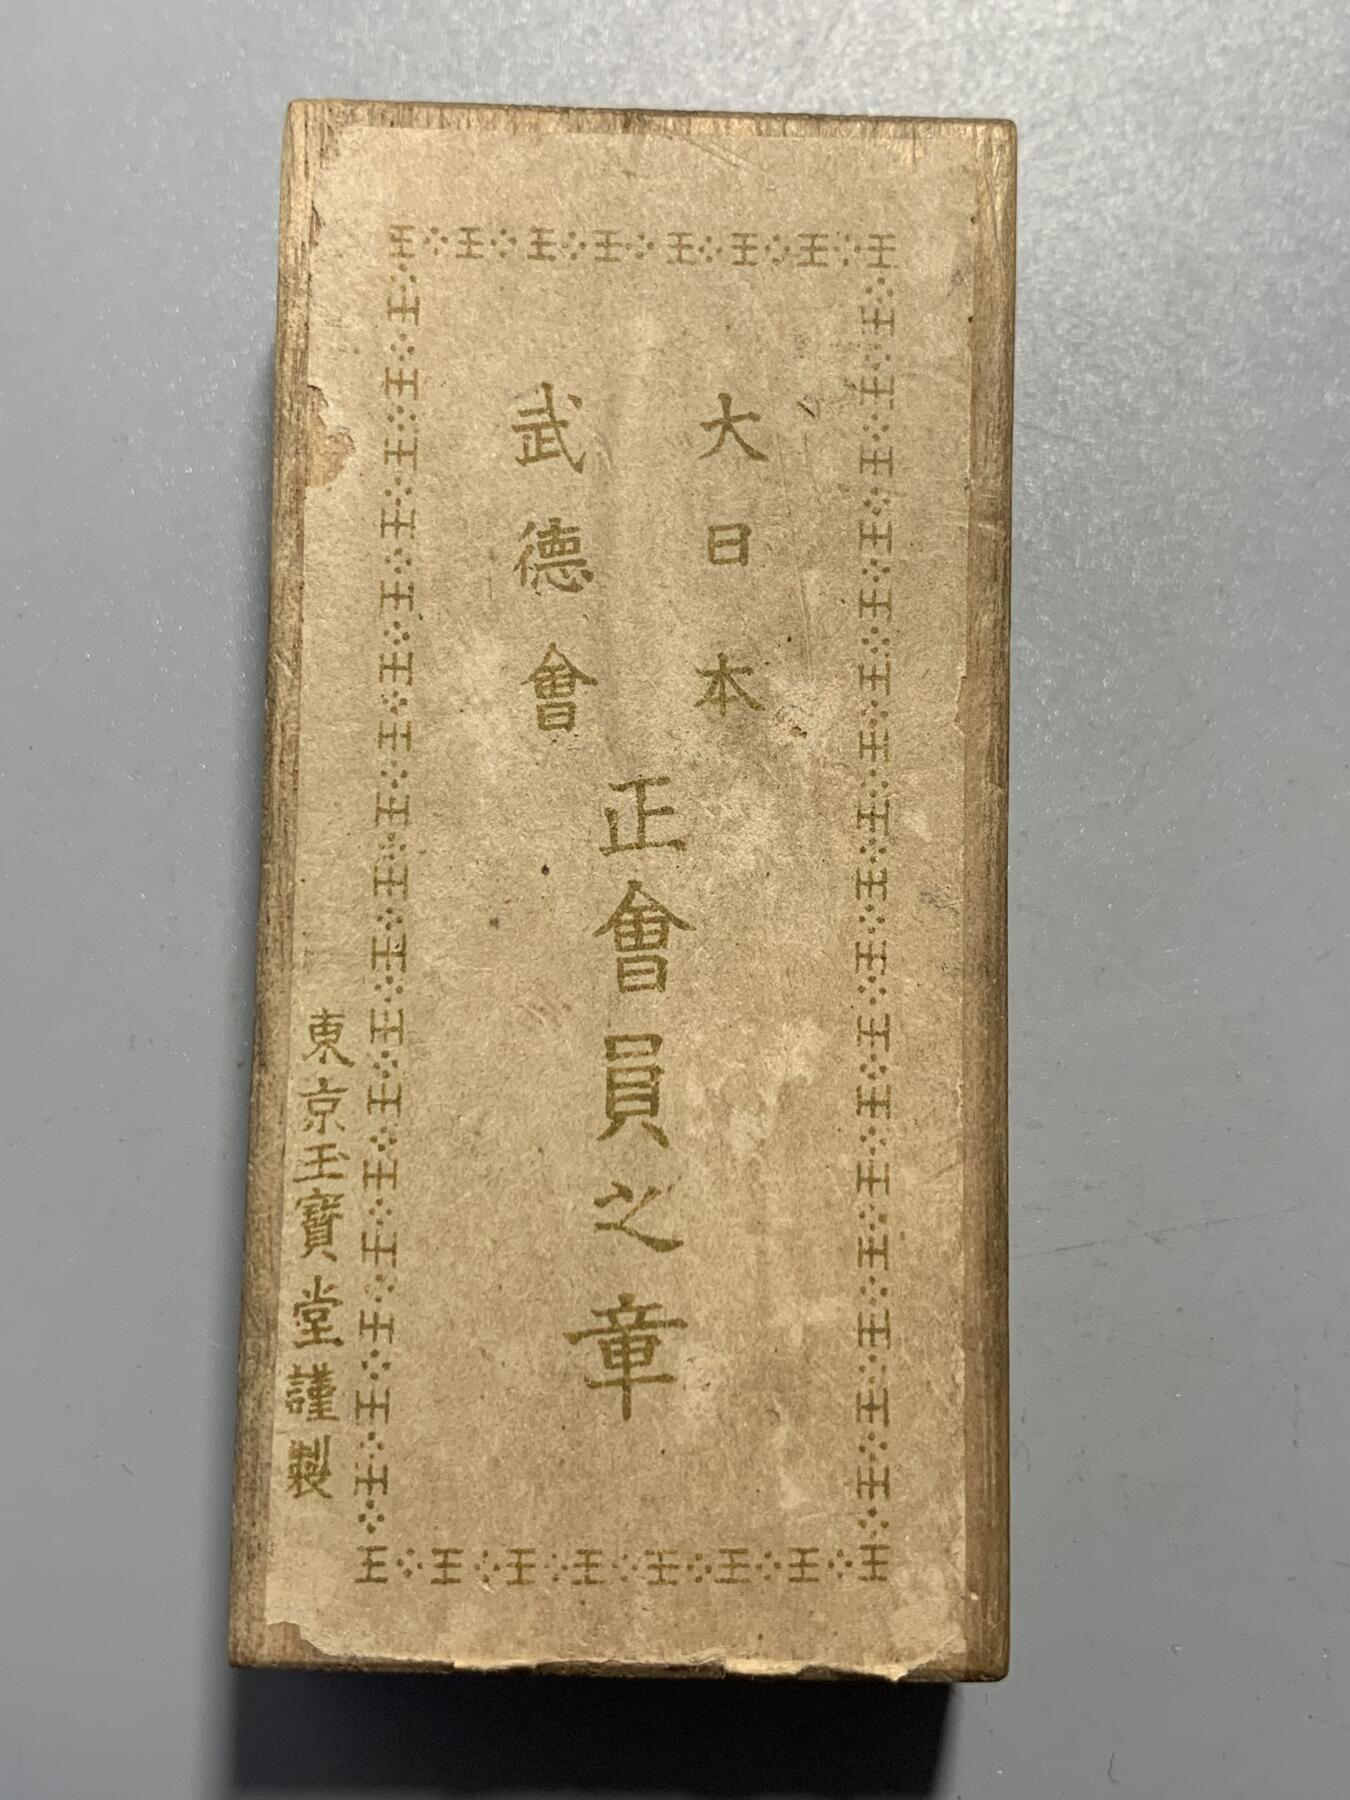 大日本
武德會
正會員之章
東京玉寶堂謹製